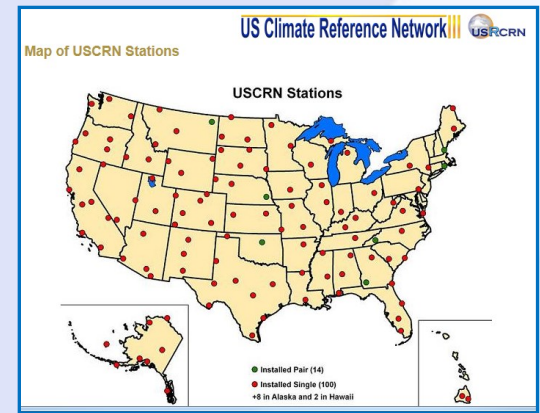 US Climate Reference Network
USRCRN
Map of USCRN Stations
USCRN Stations
Installed Pair (14)
Installed Single (100)
+8 in Alaska and 2 in Hawaii